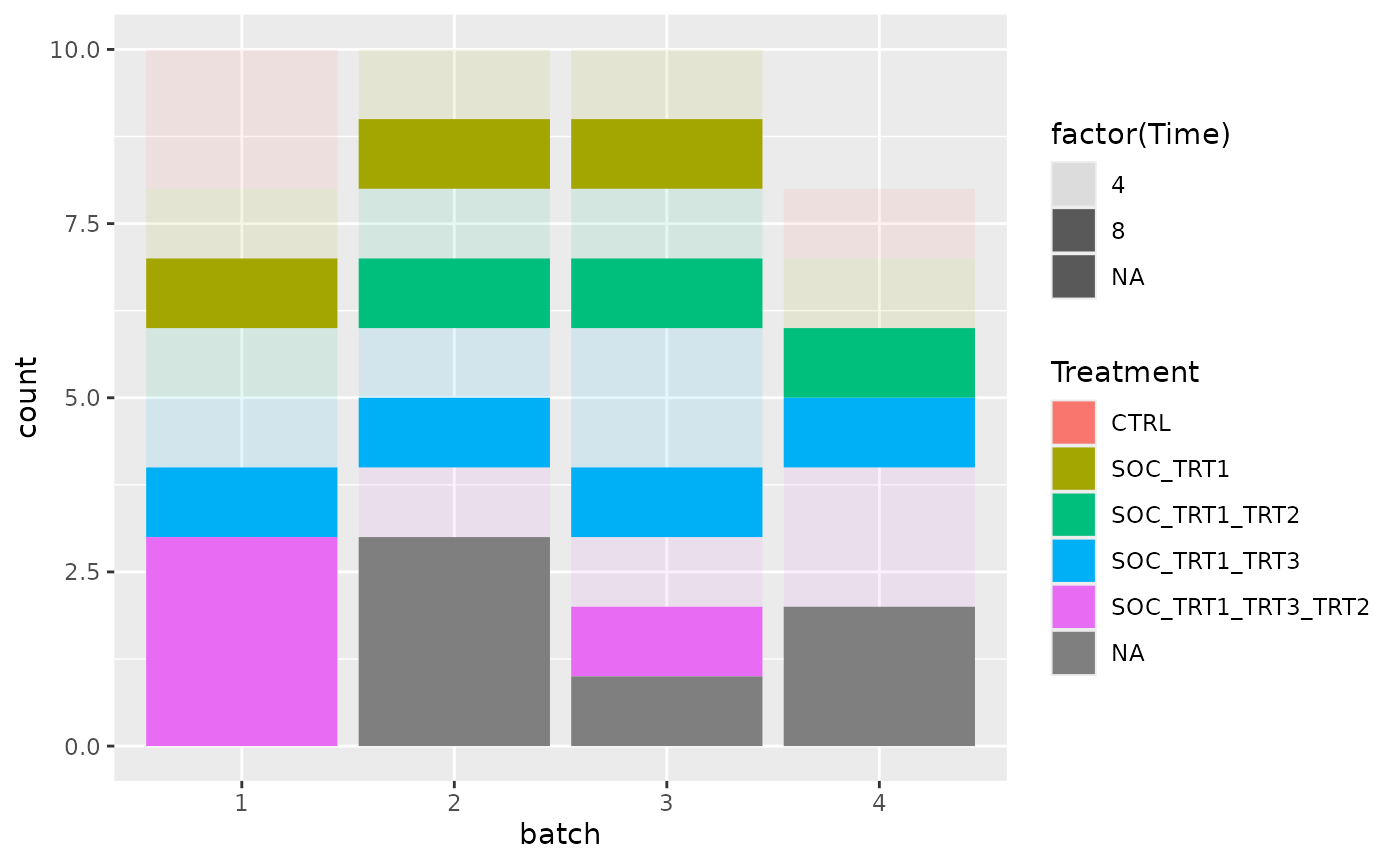 10.0
7.5
5.0
2.5
0.0
count
1 2 3 4
batch
factor(Time)
4
8
NA
Treatment
CTRL
SOC_TRT1
SOC_TRT1_TRT2
SOC_TRT1_TRT3
SOC_TRT1_TRT3_TRT2
NA